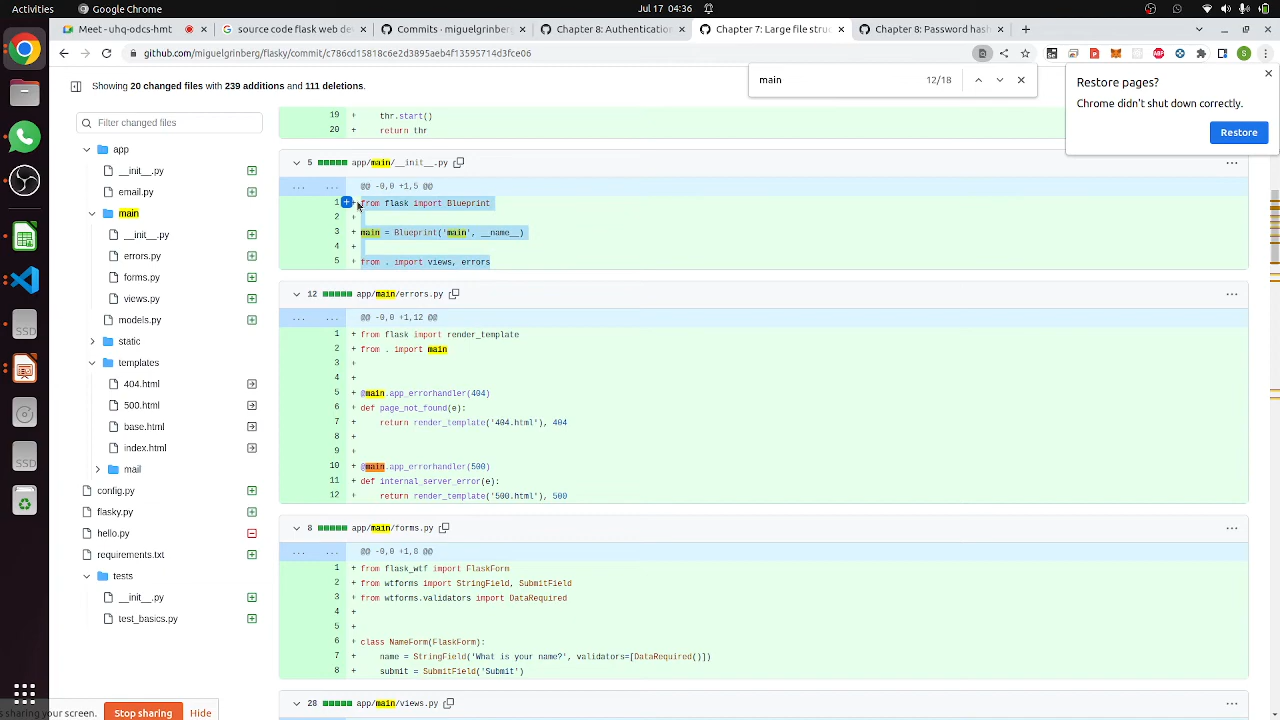 Activities
Google Chrome
Jul 17 04:36
Meet - uhq-odcs-hmt
source code flask web de
Commits · miguelgrinberg
Chapter 8: Authentication
Chapter 7: Large file stru
Chapter 8: Password hash
github.com/miguelgrinberg/flasky/commit/c786cd15818c6e2d3895aeb4f13595714d3fce06
S
main
12/18
Restore pages?
Chrome didn't shut down correctly.
Restore
Showing 20 changed files with 239 additions and 111 deletions.
Filter changed files
app
__init__.py
email.py
main
__init__.py
errors.py
forms.py
views.py
models.py
static
templates
404.html
500.html
base.html
index.html
mail
config.py
flasky.py
hello.py
requirements.txt
tests
__init__.py
test_basics.py
19 + thr.start()
20 + return thr
5 app/main/__init__.py
@@ -0,0 +1,5 @@
1 + from flask import Blueprint
2 +
3 + main = Blueprint('main', __name__)
4 +
5 + from . import views, errors
12 app/main/errors.py
@@ -0,0 +1,12 @@
1 + from flask import render_template
2 + from . import main
3 +
4 +
5 + @main.app_errorhandler(404)
6 + def page_not_found(e):
7 + return render_template('404.html'), 404
8 +
9 +
10 + @main.app_errorhandler(500)
11 + def internal_server_error(e):
12 + return render_template('500.html'), 500
8 app/main/forms.py
@@ -0,0 +1,8 @@
1 + from flask_wtf import FlaskForm
2 + from wtforms import StringField, SubmitField
3 + from wtforms.validators import DataRequired
4 +
5 +
6 + class NameForm(FlaskForm):
7 + name = StringField('What is your name?', validators=[DataRequired()])
8 + submit = SubmitField('Submit')
28 app/main/views.py
SSD
SSD
s sharing your screen.
Stop sharing
Hide